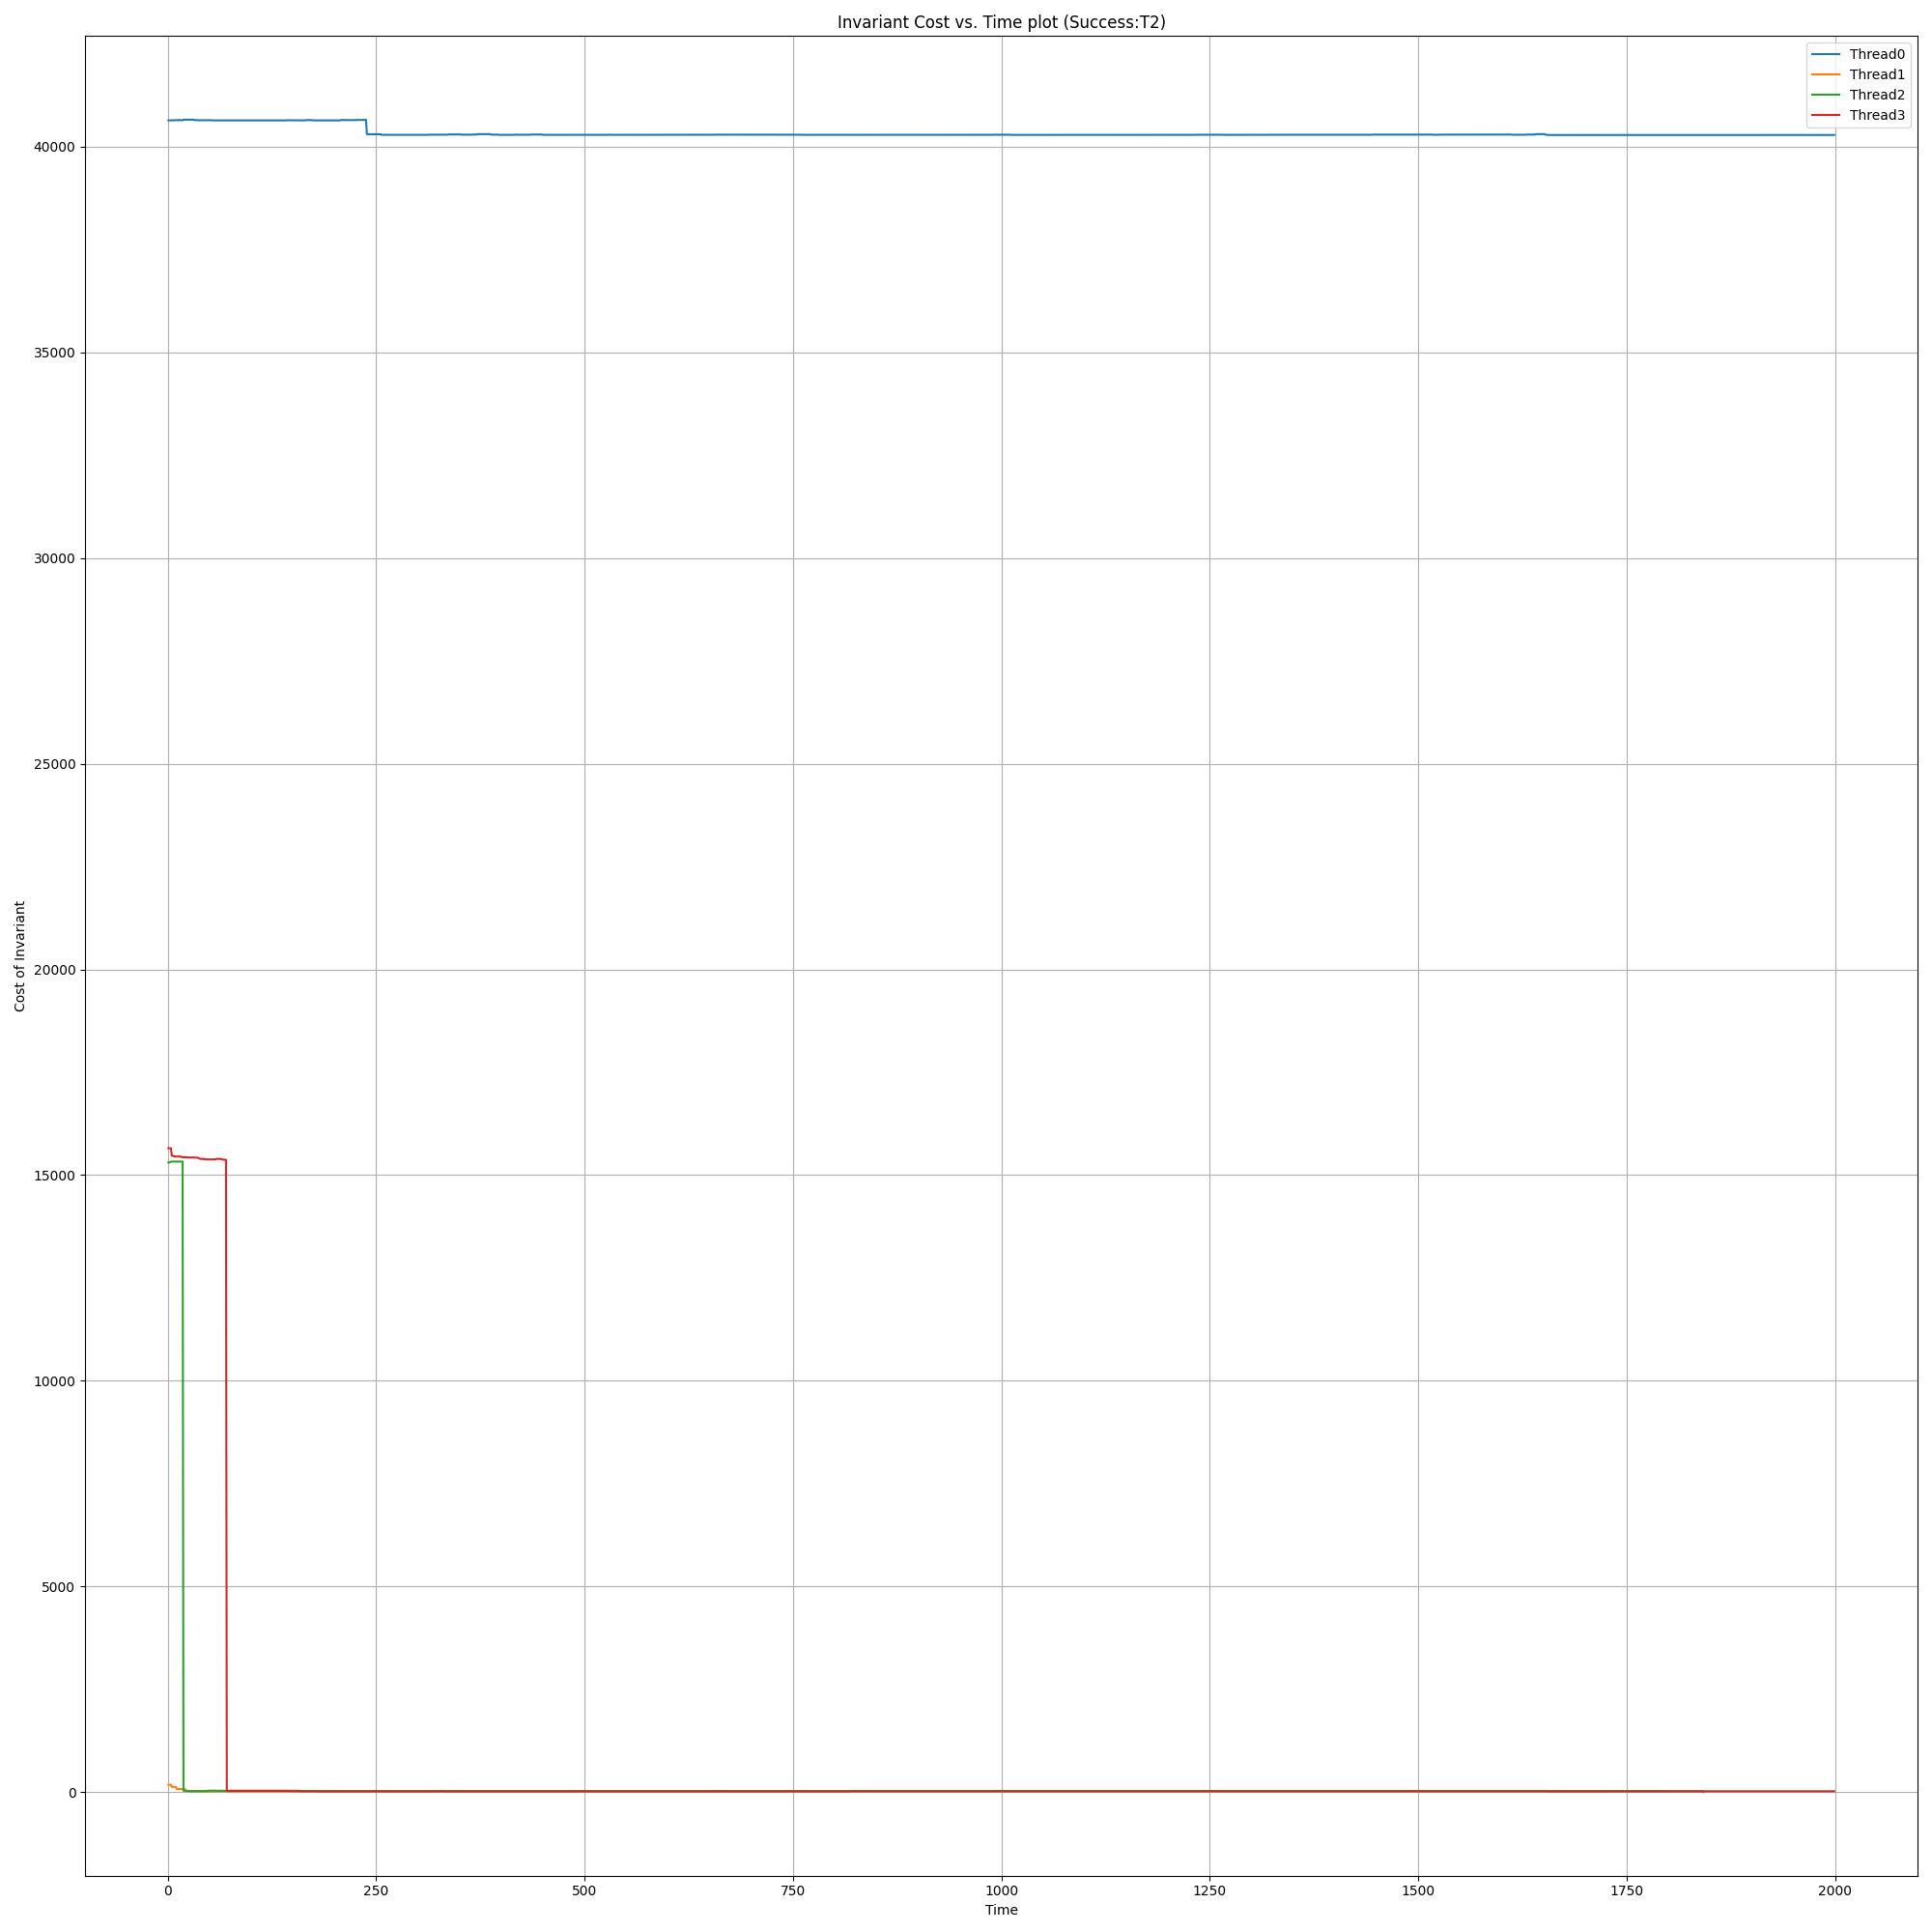 Invariant Cost vs. Time plot (Success:T2)
Thread0
Thread1
Thread2
Thread3
40000
35000
30000
25000
20000
15000
10000
5000
0
Cost of Invariant
0 250 500 750 1000 1250 1500 1750 2000
Time